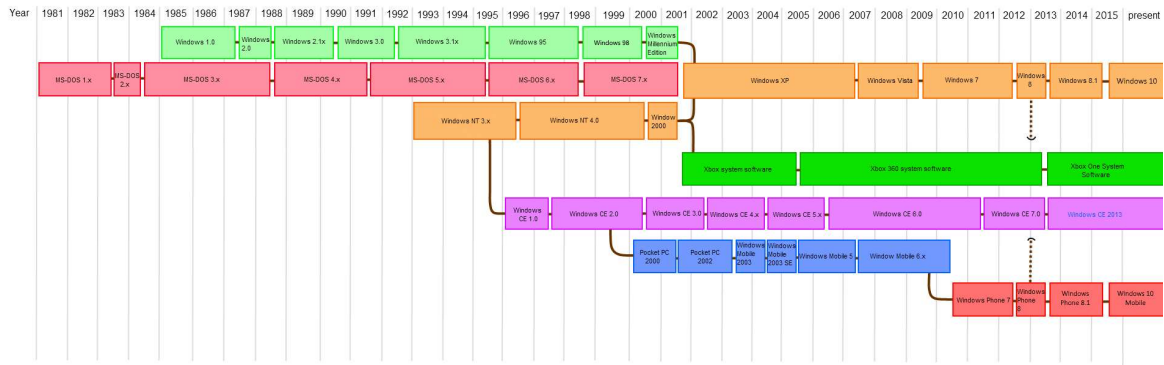 Year 1981 1982 1983 1984 1985 1986 1987 1988 1989 1990 1991 1992 1993 1994 1995 1996 1997 1998 1999 2000 2001 2002 2003 2004 2005 2006 2007 2008 2009 2010 2011 2012 2013 2014 2015 present
Windows 1.0
Windows
2.0
Windows 2.1x
Windows 3.0
Windows 3.1x
Windows 95
Windows 98
Windows
Millennium
Edition
MS-DOS 1.x
MS-DOS
2.x
MS-DOS 3.x
MS-DOS 4.x
MS-DOS 5.x
MS-DOS 6.x
MS-DOS 7.x
Windows XP
Windows Vista
Windows 7
Windows
8
Windows 8.1
Windows 10
Windows NT 3.x
Windows NT 4.0
Window
2000
Xbox system software
Xbox 360 system software
Xbox One System
Software
Windows
CE 1.0
Windows CE 2.0
Windows CE 3.0
Windows CE 4.x
Windows CE 5.x
Windows CE 6.0
Windows CE 7.0
Windows CE 2013
Pocket PC
2000
Pocket PC
2002
Windows
Mobile
2003
Windows
Mobile
2003 SE
Windows Mobile 5
Window Mobile 6.x
Windows Phone 7
Windows
Phone
8
Windows
Phone 8.1
Windows 10
Mobile